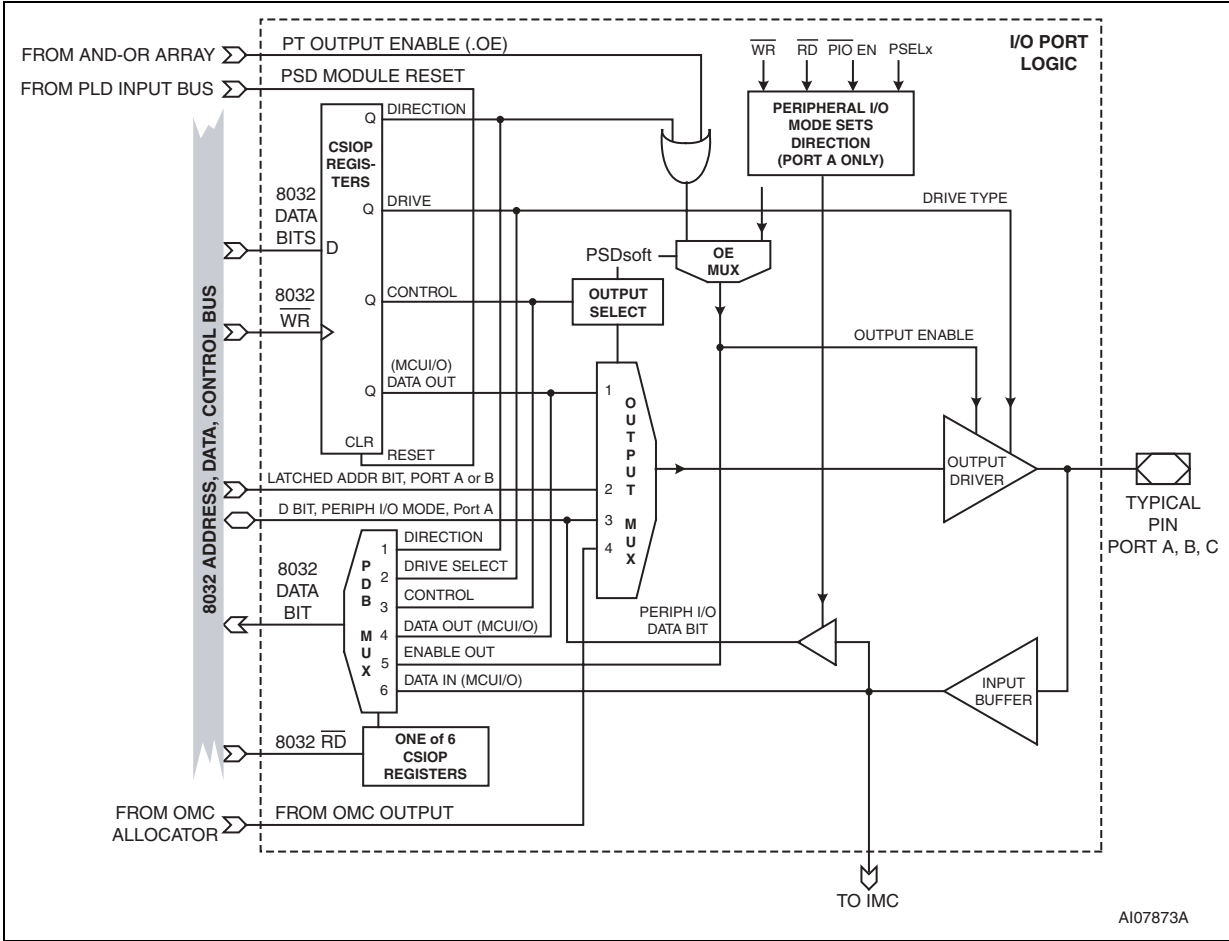 FROM AND-OR ARRAY
PT OUTPUT ENABLE (.OE)
WR
RD
PIO EN
PSELx
I/O PORT
LOGIC
FROM PLD INPUT BUS
PSD MODULE RESET
PERIPHERAL I/O
MODE SETS
DIRECTION
(PORT A ONLY)
Q
DIRECTION
CSIOP
REGIS-
TERS
8032
DATA
BITS
Q
DRIVE
DRIVE TYPE
D
PSDsoft
OE
MUX
8032
WR
Q
CONTROL
OUTPUT
SELECT
OUTPUT ENABLE
(MCUI/O)
DATA OUT
Q
1
OUTPUT MUX
CLR
RESET
OUTPUT
DRIVER
LATCHED ADDR BIT, PORT A or B
2
D BIT, PERIPH I/O MODE, Port A
3
4
TYPICAL
PIN
PORT A, B, C
8032 ADDRESS, DATA, CONTROL BUS
8032
DATA
BIT
PDB MUX
1
DIRECTION
2
DRIVE SELECT
3
CONTROL
4
DATA OUT (MCUI/O)
5
ENABLE OUT
6
DATA IN (MCUI/O)
PERIPH I/O
DATA BIT
INPUT
BUFFER
8032 RD
ONE of 6
CSIOP
REGISTERS
FROM OMC
ALLOCATOR
FROM OMC OUTPUT
TO IMC
AI07873A